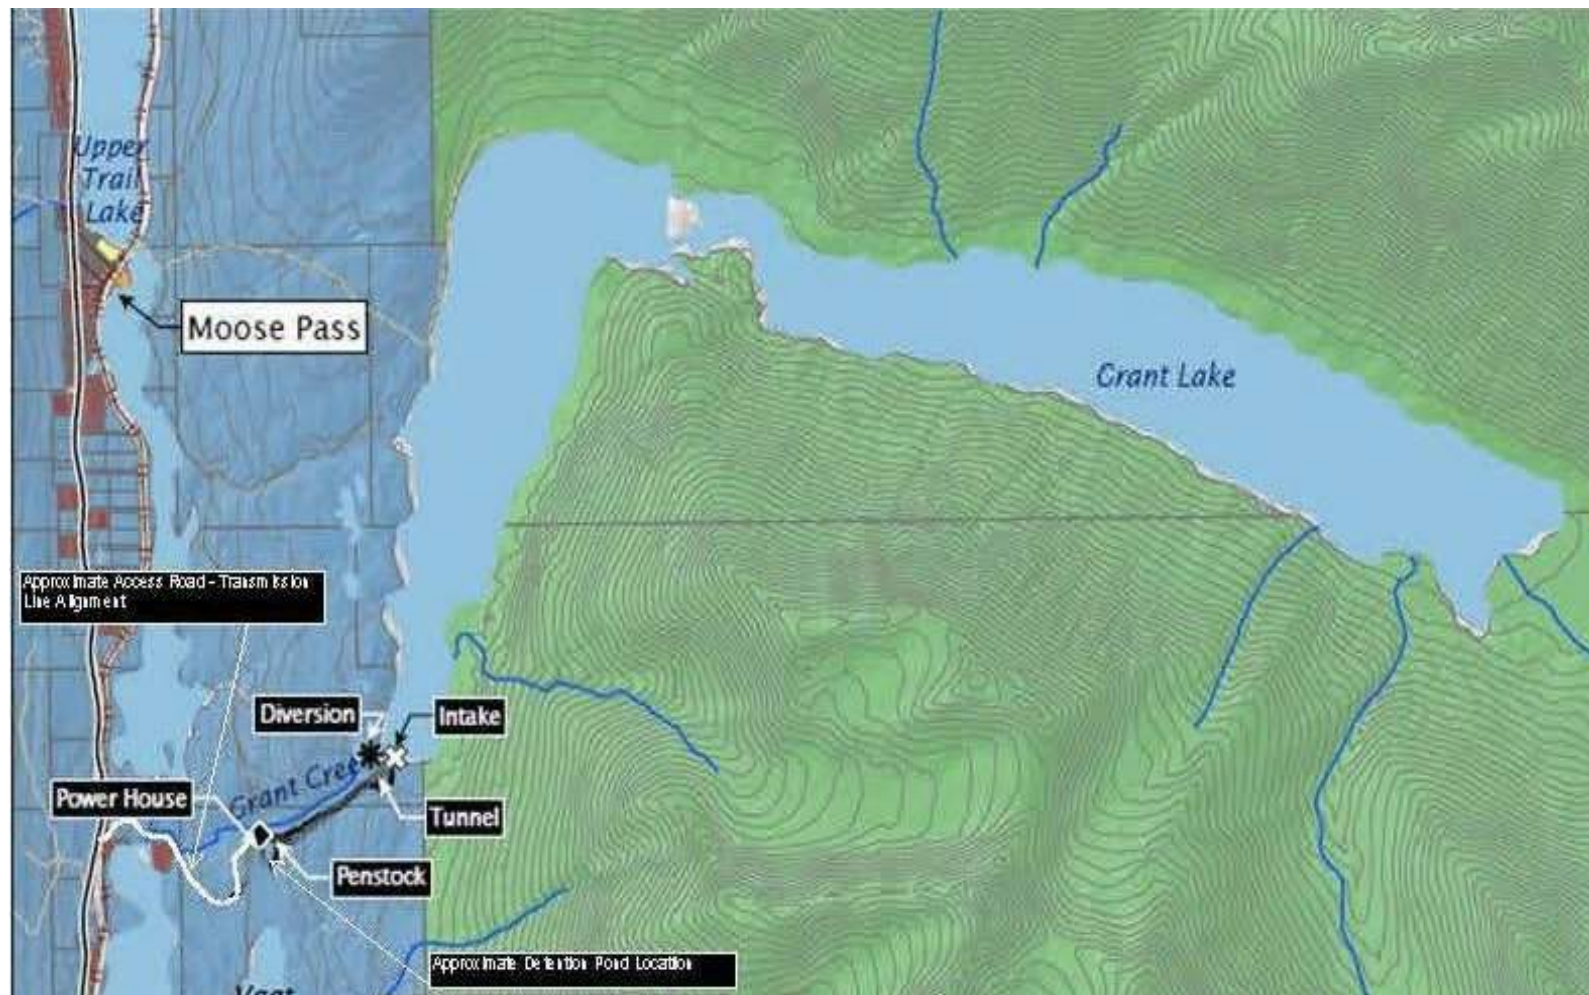 Upper
Trail
Lake
Moose Pass
Grant Lake
Approximate Access Road - Transmission
Line Alignment
Diversion
Intake
Grant Cree
Power House
Tunnel
Penstock
Approximate Detention Pond Location